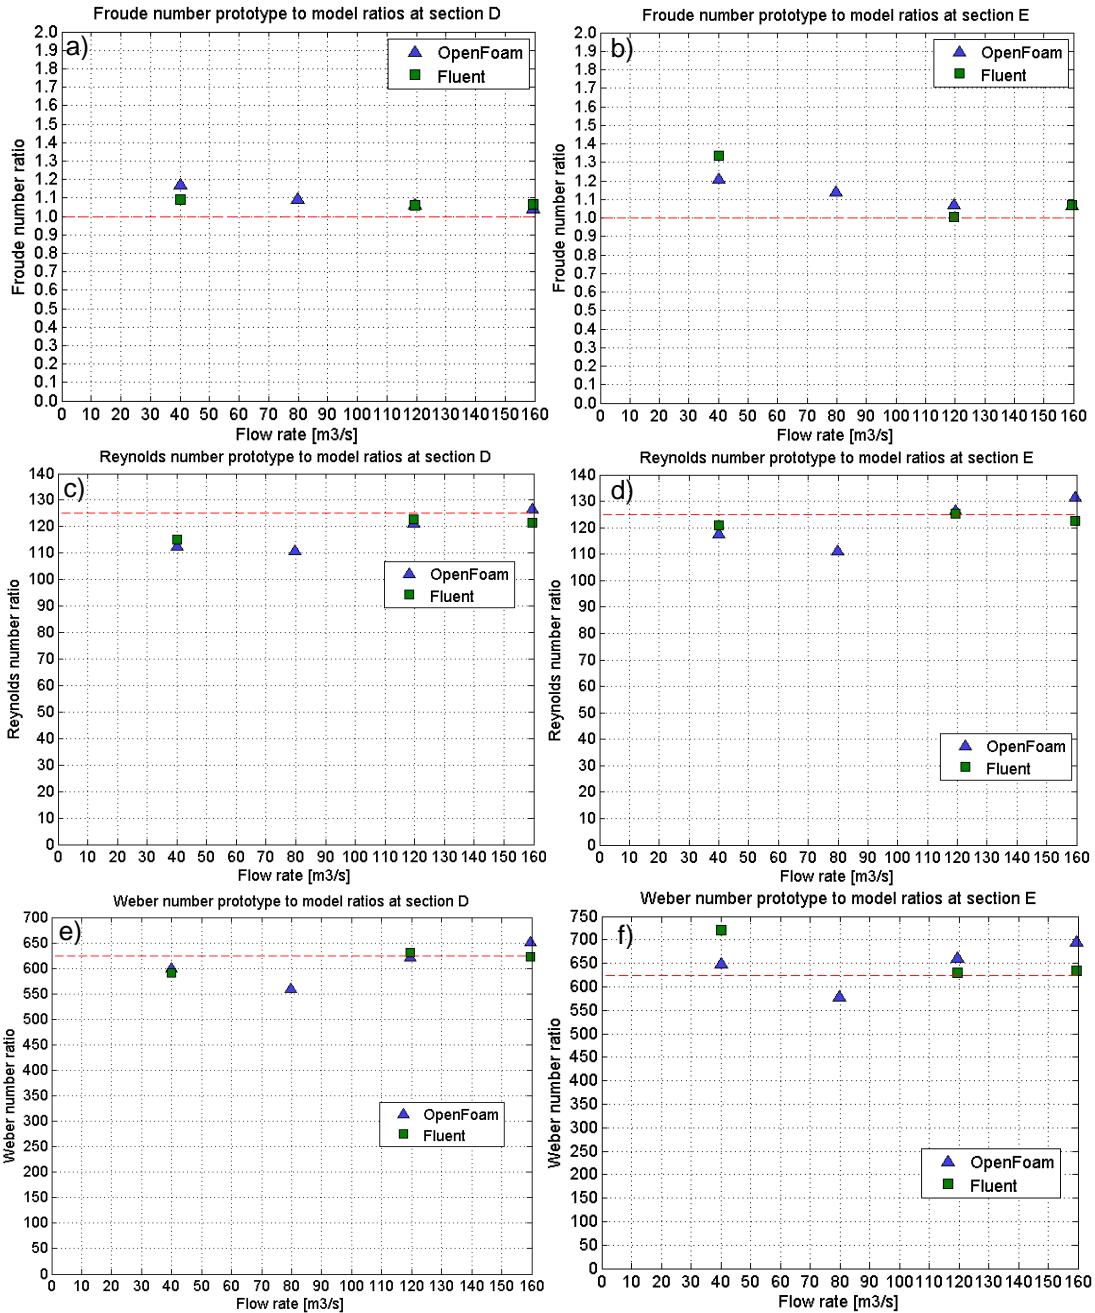 Froude number prototype to model ratios at section D
a)
OpenFoam
Fluent
Froude number ratio
2.0
1.9
1.8
1.7
1.6
1.5
1.4
1.3
1.2
1.1
1.0
0.9
0.8
0.7
0.6
0.5
0.4
0.3
0.2
0.1
0.0
0 10 20 30 40 50 60 70 80 90 100 110 120 130 140 150 160
Flow rate [m3/s]
Froude number prototype to model ratios at section E
b)
OpenFoam
Fluent
Froude number ratio
2.0
1.9
1.8
1.7
1.6
1.5
1.4
1.3
1.2
1.1
1.0
0.9
0.8
0.7
0.6
0.5
0.4
0.3
0.2
0.1
0.0
0 10 20 30 40 50 60 70 80 90 100 110 120 130 140 150 160
Flow rate [m3/s]
Reynolds number prototype to model ratios at section D
c)
OpenFoam
Fluent
Reynolds number ratio
140
130
120
110
100
90
80
70
60
50
40
30
20
10
0
0 10 20 30 40 50 60 70 80 90 100 110 120 130 140 150 160
Flow rate [m3/s]
Reynolds number prototype to model ratios at section E
d)
OpenFoam
Fluent
Reynolds number ratio
140
130
120
110
100
90
80
70
60
50
40
30
20
10
0
0 10 20 30 40 50 60 70 80 90 100 110 120 130 140 150 160
Flow rate [m3/s]
Weber number prototype to model ratios at section D
e)
OpenFoam
Fluent
Weber number ratio
700
650
600
550
500
450
400
350
300
250
200
150
100
50
0
0 10 20 30 40 50 60 70 80 90 100 110 120 130 140 150 160
Flow rate [m3/s]
Weber number prototype to model ratios at section E
f)
OpenFoam
Fluent
Weber number ratio
750
700
650
600
550
500
450
400
350
300
250
200
150
100
50
0
0 10 20 30 40 50 60 70 80 90 100 110 120 130 140 150 160
Flow rate [m3/s]